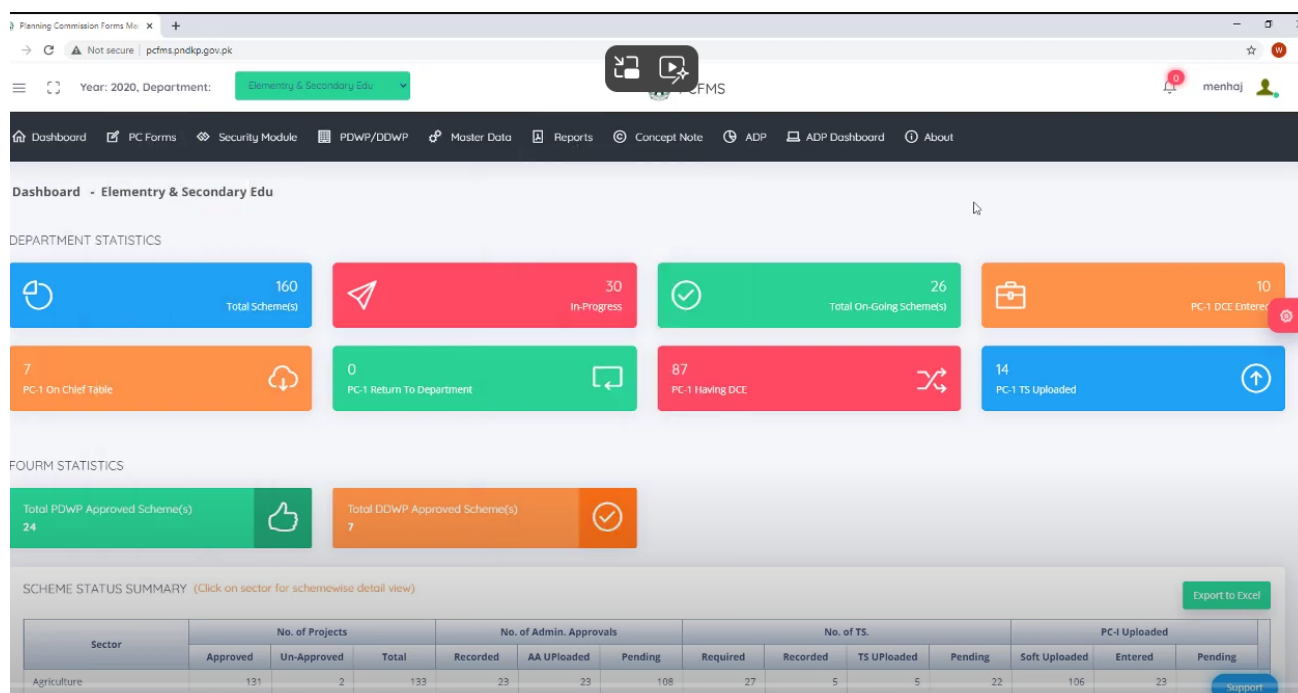 Planning Commission Forms Ma
Not secure | pcfms.pndkp.gov.pk
W
Year: 2020, Department: Elementry & Secondary Edu
FMS
0
menhaj
Dashboard PC Forms Security Module PDWP/DDWP Master Data Reports Concept Note ADP ADP Dashboard About
Dashboard - Elementry & Secondary Edu
DEPARTMENT STATISTICS
160
Total Scheme(s)
30
In-Progress
26
Total On-Going Scheme(s)
10
PC-1 DCE Entered
7
PC-1 On Chief Table
0
PC-1 Return To Department
87
PC-1 Having DCE
14
PC-1 TS Uploaded
FOURM STATISTICS
Total PDWP Approved Scheme(s)
24
Total DDWP Approved Scheme(s)
7
SCHEME STATUS SUMMARY (Click on sector for schemewise detail view)
Export to Excel
Sector No. of Projects No. of Admin. Approvals No. of TS. PC-I Uploaded
Approved Un-Approved Total Recorded AA UPloaded Pending Required Recorded TS UPloaded Pending Soft Uploaded Entered Pending
Agriculture 131 2 133 23 23 108 27 5 5 22 106 23
Support